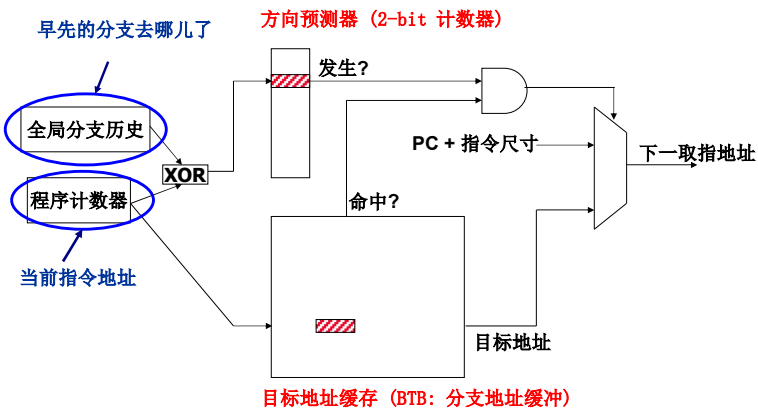 方向预测器 (2-bit 计数器)
早先的分支去哪儿了
发生?
全局分支历史
PC + 指令尺寸
下一取指地址
XOR
程序计数器
命中?
当前指令地址
目标地址
目标地址缓存 (BTB: 分支地址缓冲)